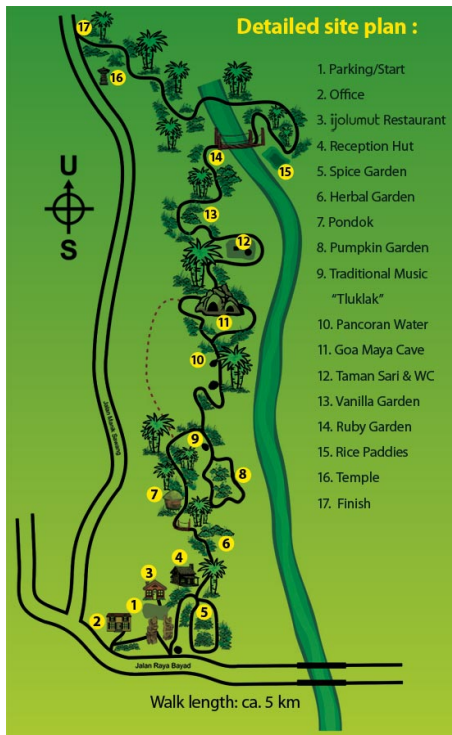 Detailed site plan :
1. Parking/Start
2. Office
3. ijolumut Restaurant
4. Reception Hut
5. Spice Garden
6. Herbal Garden
7. Pondok
8. Pumpkin Garden
9. Traditional Music
"Tluklak"
10. Pancoran Water
11. Goa Maya Cave
12. Taman Sari & WC
13. Vanilla Garden
14. Ruby Garden
15. Rice Paddies
16. Temple
17. Finish
U
S
17
16
15
14
13
12
11
10
9
8
7
6
5
4
3
2
1
Jalan Raya Bayad
Walk length: ca. 5 km